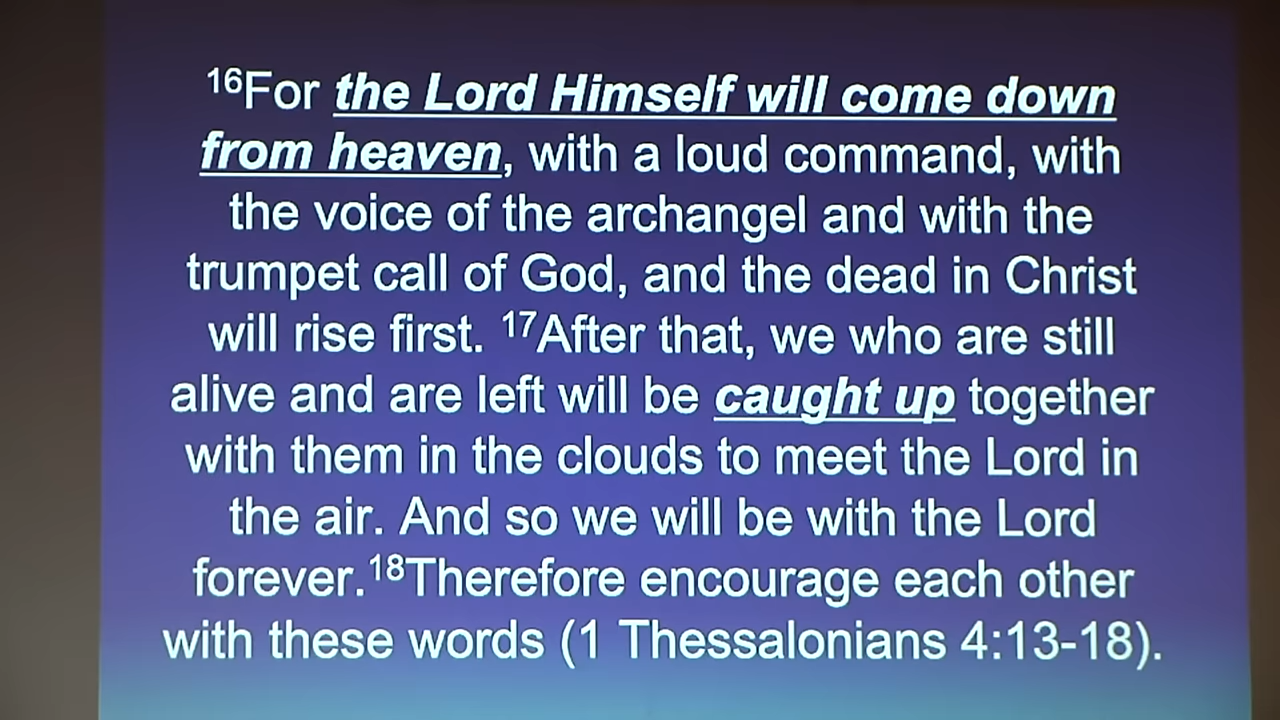 16For the Lord Himself will come down
from heaven, with a loud command, with
the voice of the archangel and with the
trumpet call of God, and the dead in Christ
will rise first. 17After that, we who are still
alive and are left will be caught up together
with them in the clouds to meet the Lord in
the air. And so we will be with the Lord
forever.18Therefore encourage each other
with these words (1 Thessalonians 4:13-18).